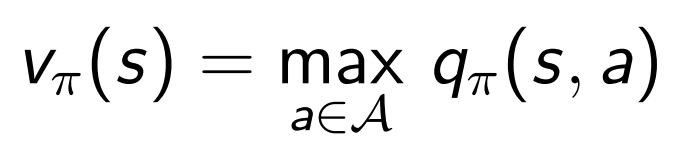 v_π(s) = max_{a∈𝒜} q_π(s, a)